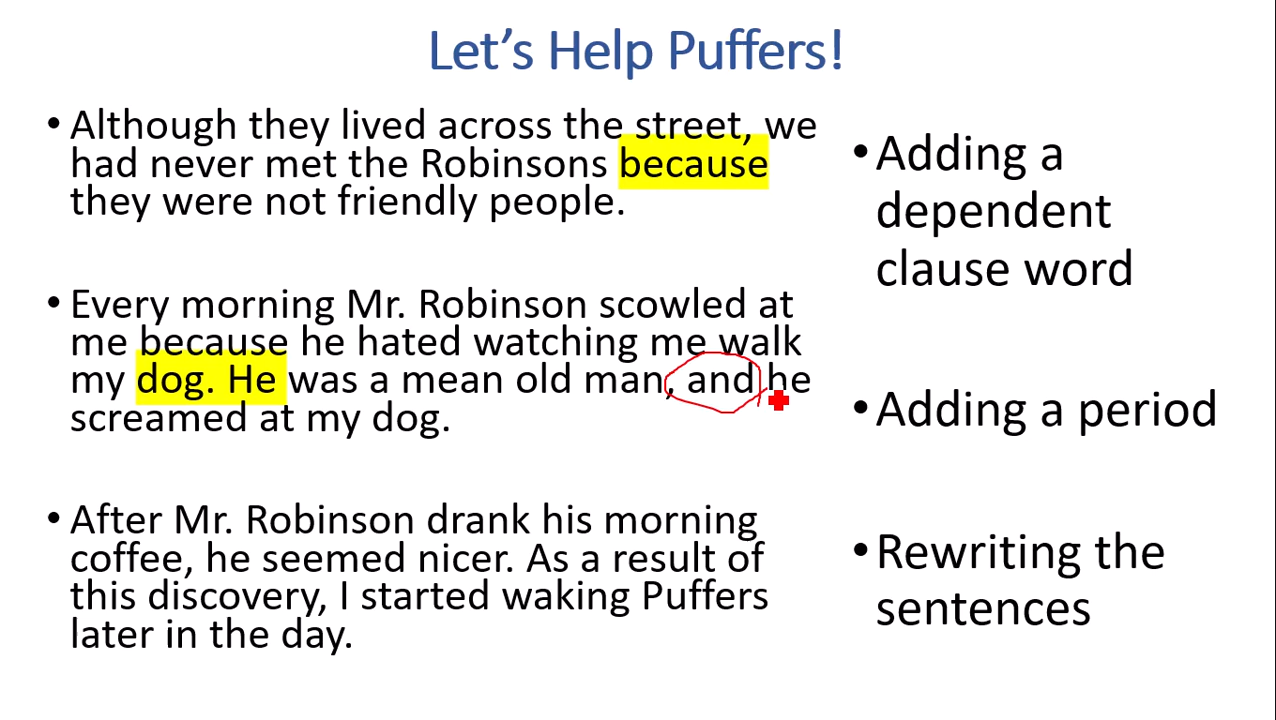 Let's Help Puffers!
• Although they lived across the street, we
had never met the Robinsons because
they were not friendly people.
• Every morning Mr. Robinson scowled at
me because he hated watching me walk
my dog. He was a mean old man, and he
screamed at my dog.
• After Mr. Robinson drank his morning
coffee, he seemed nicer. As a result of
this discovery, I started waking Puffers
later in the day.
• Adding a
dependent
clause word
• Adding a period
• Rewriting the
sentences